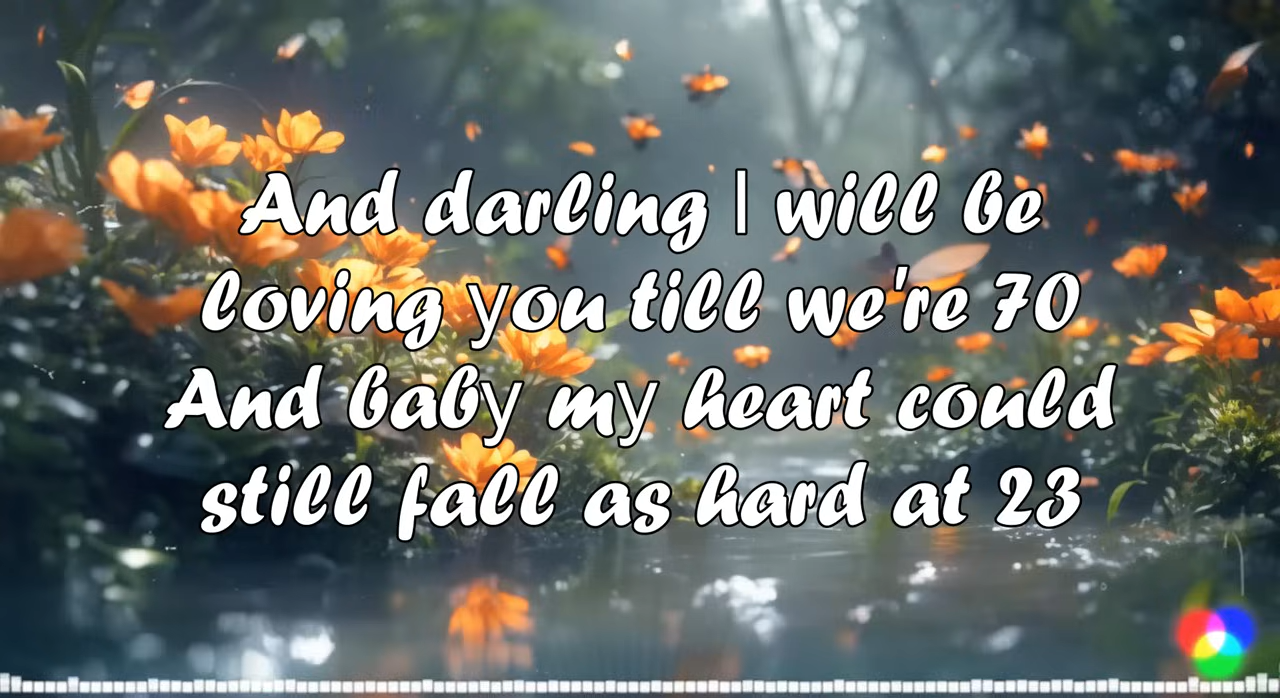 And darling I will be
loving you till we're 70
And baby my heart could
still fall as hard at 23